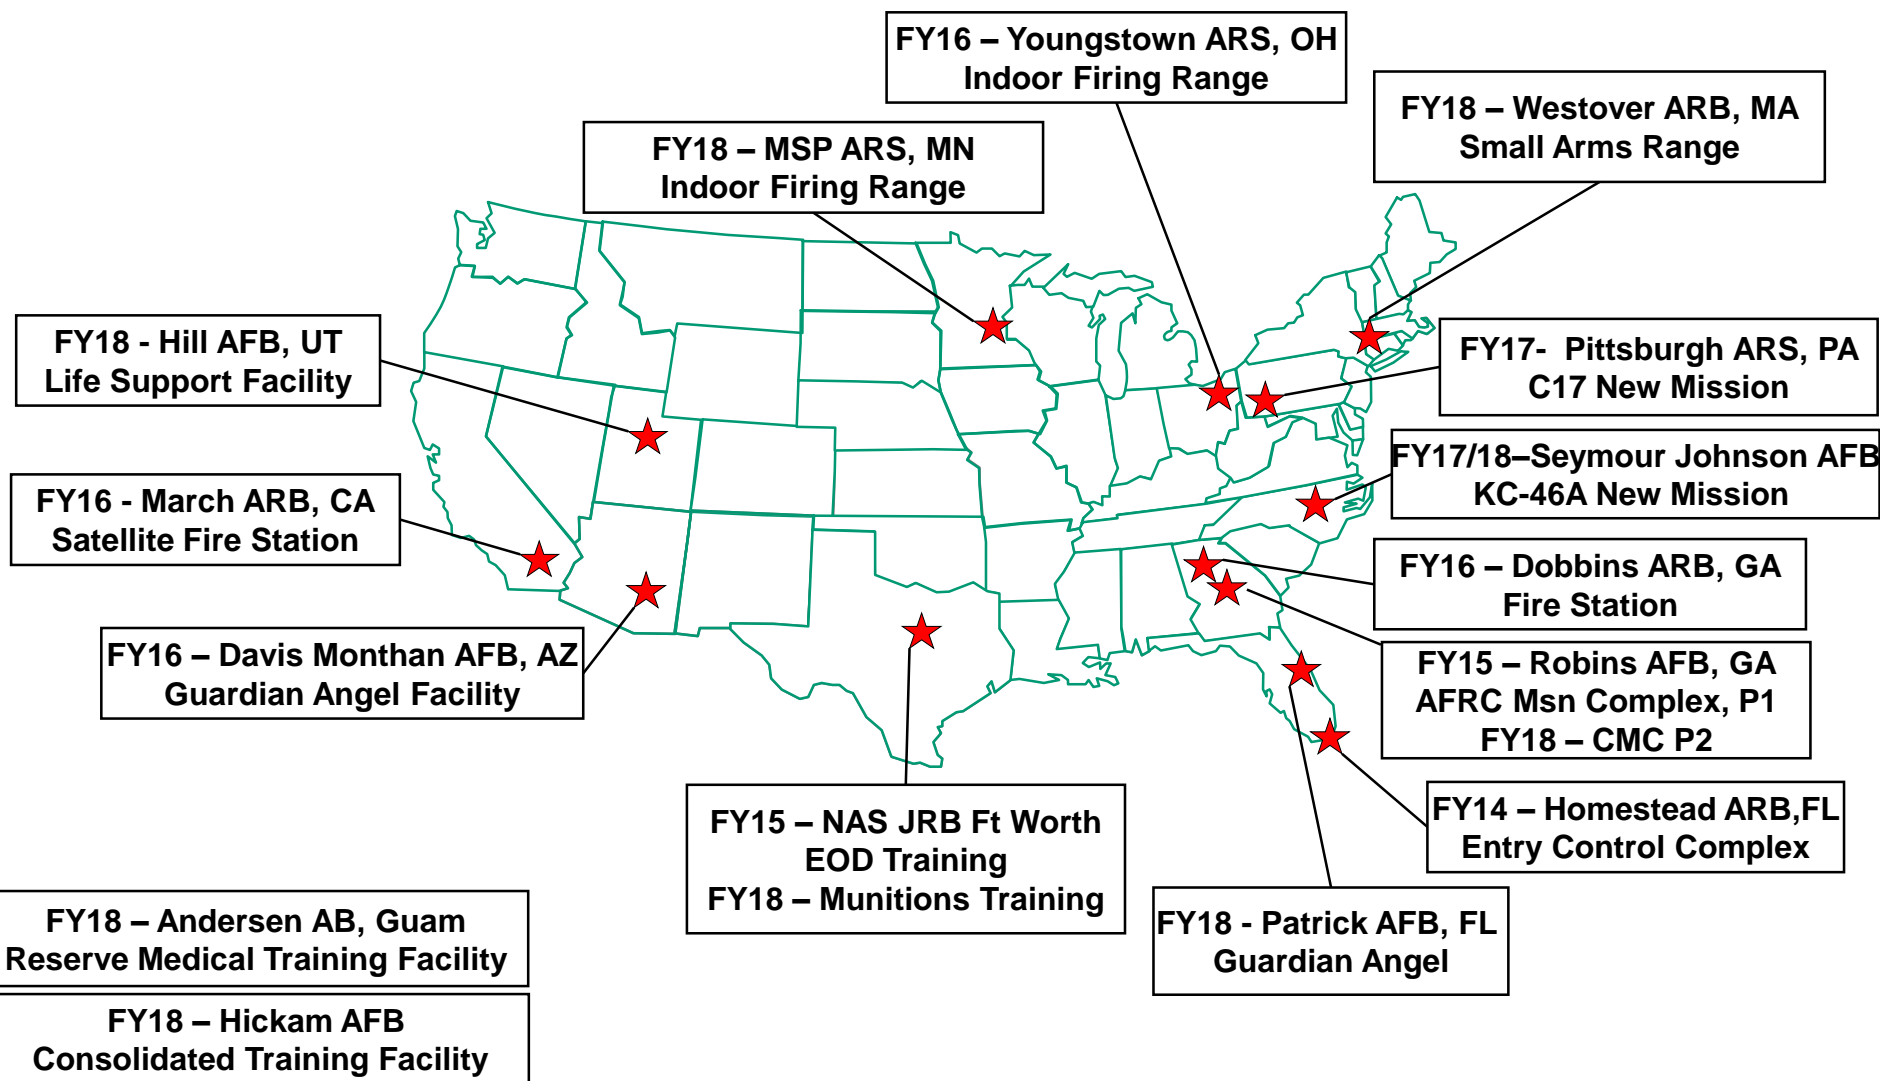 FY16 – Youngstown ARS, OH
Indoor Firing Range
FY18 – Westover ARB, MA
Small Arms Range
FY18 – MSP ARS, MN
Indoor Firing Range
FY18 - Hill AFB, UT
Life Support Facility
FY17-  Pittsburgh ARS, PA
C17 New Mission
FY17/18–Seymour Johnson AFB
KC-46A New Mission
FY16 - March ARB, CA
Satellite Fire Station
FY16 – Dobbins ARB, GA
Fire Station
FY16 – Davis Monthan AFB, AZ
Guardian Angel Facility
FY15 – Robins AFB, GA
AFRC Msn Complex, P1
FY18 – CMC P2
FY14 – Homestead ARB,FL
Entry Control Complex
FY15 – NAS JRB Ft Worth
EOD Training
FY18 – Munitions Training
FY18 - Patrick AFB, FL
Guardian Angel
FY18 – Andersen AB, Guam
Reserve Medical Training Facility
FY18 – Hickam AFB
Consolidated Training Facility